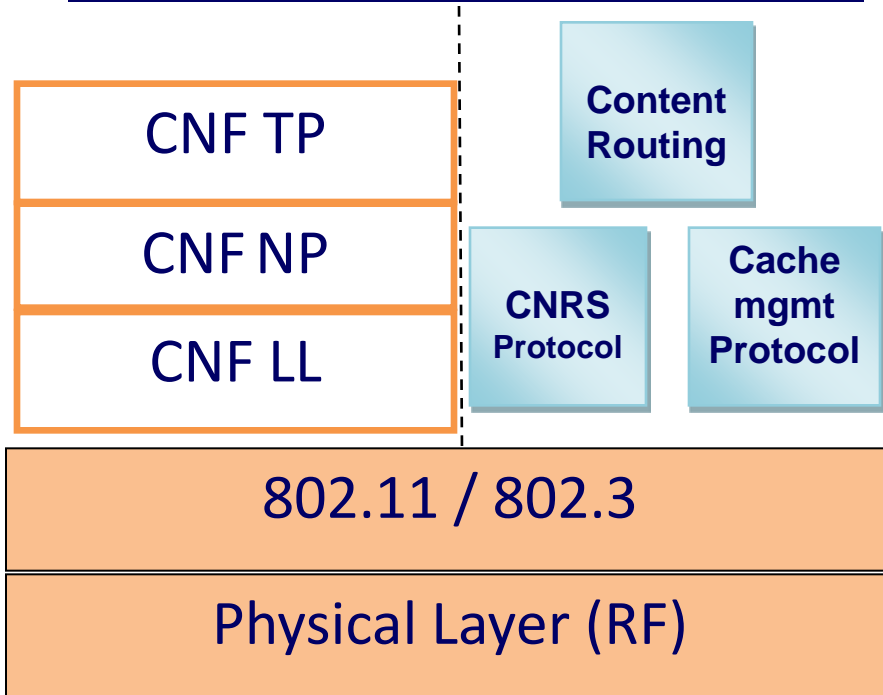 CNF TP
CNF NP
CNF LL
Content
Routing
CNRS
Protocol
Cache
mgmt
Protocol
802.11 / 802.3
Physical Layer (RF)